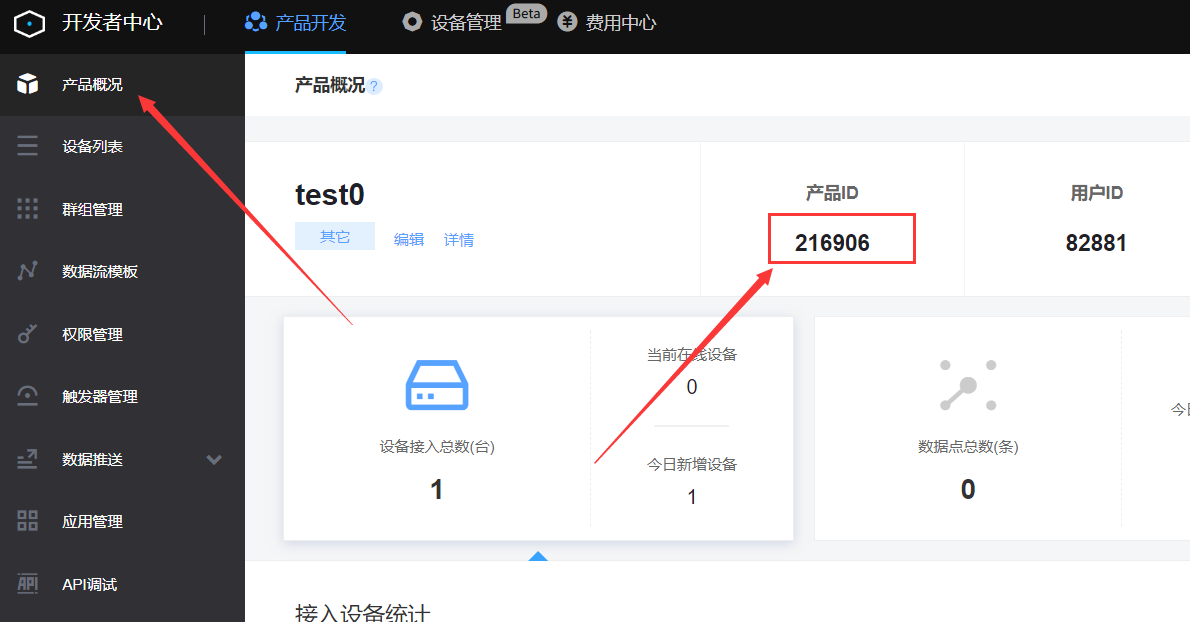 开发者中心
产品开发
设备管理
Beta
费用中心
产品概况
设备列表
群组管理
数据流模板
权限管理
触发器管理
数据推送
应用管理
API调试
产品概况?
test0
其它
编辑 详情
产品ID
216906
用户ID
82881
设备接入总数(台)
1
当前在线设备
0
今日新增设备
1
数据点总数(条)
0
接入设备统计